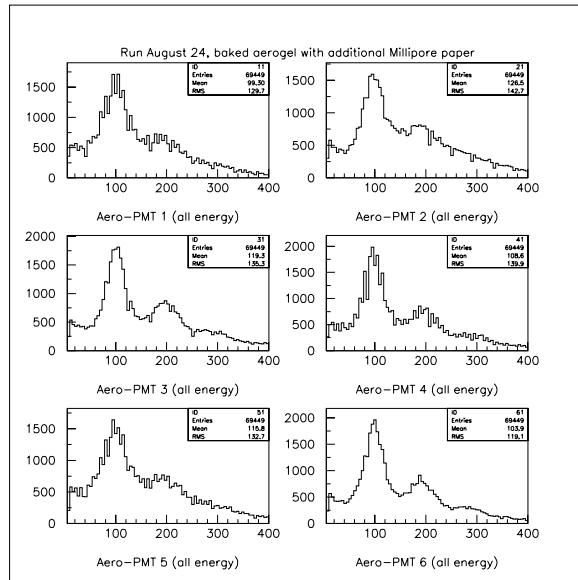 Run August 24, baked aerogel with additional Millipore paper
ID 11
Entries 69449
Mean 99.30
RMS 129.7
1500
1000
500
0
100 200 300 400
Aero-PMT 1 (all energy)
ID 21
Entries 69449
Mean 126.5
RMS 142.7
1500
1000
500
0
100 200 300 400
Aero-PMT 2 (all energy)
ID 31
Entries 69449
Mean 119.3
RMS 135.3
2000
1500
1000
500
0
100 200 300 400
Aero-PMT 3 (all energy)
ID 41
Entries 69449
Mean 108.6
RMS 139.9
2000
1500
1000
500
0
100 200 300 400
Aero-PMT 4 (all energy)
ID 51
Entries 69449
Mean 115.8
RMS 132.7
1500
1000
500
0
100 200 300 400
Aero-PMT 5 (all energy)
ID 61
Entries 69449
Mean 103.9
RMS 119.1
2000
1500
1000
500
0
100 200 300 400
Aero-PMT 6 (all energy)